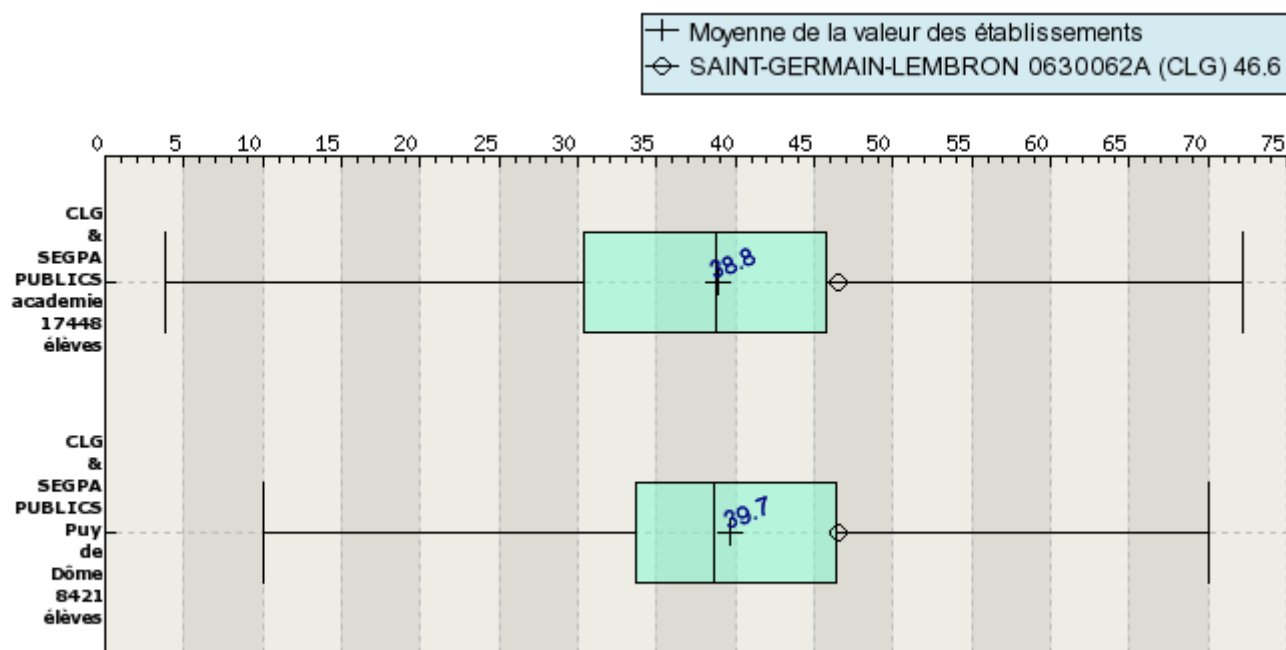 Moyenne de la valeur des établissements
SAINT-GERMAIN-LEMBRON 0630062A (CLG) 46.6
0 5 10 15 20 25 30 35 40 45 50 55 60 65 70 75
CLG
&
SEGPA
PUBLICS
academie
17448
élèves
38.8
CLG
&
SEGPA
PUBLICS
Puy
de
Dôme
8421
élèves
39.7